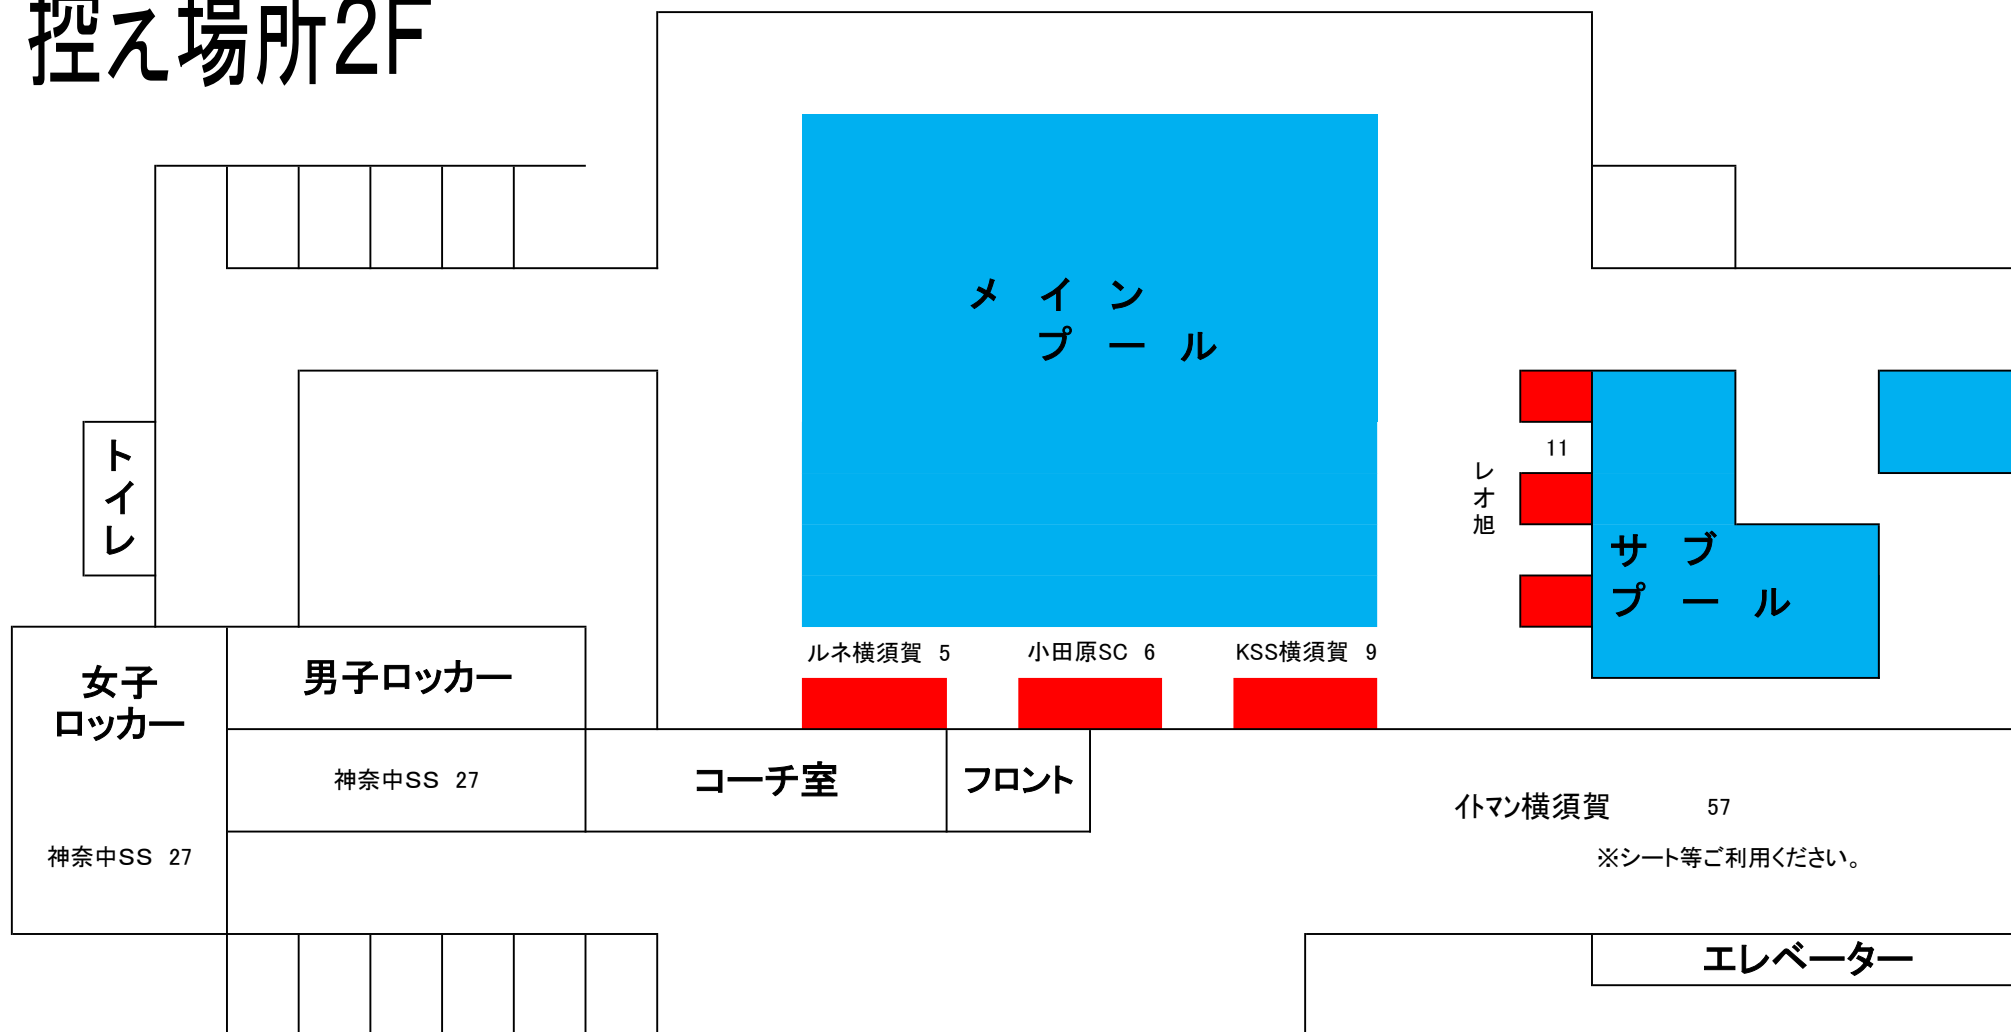 控え場所2F
メイン
プール
トイレ
11
レオ旭
サブ
プール
ルネ横須賀 5
小田原SC 6
KSS横須賀 9
女子
ロッカー
男子ロッカー
神奈中SS 27
コーチ室
フロント
イトマン横須賀 57
※シート等ご利用ください。
神奈中SS 27
エレベーター